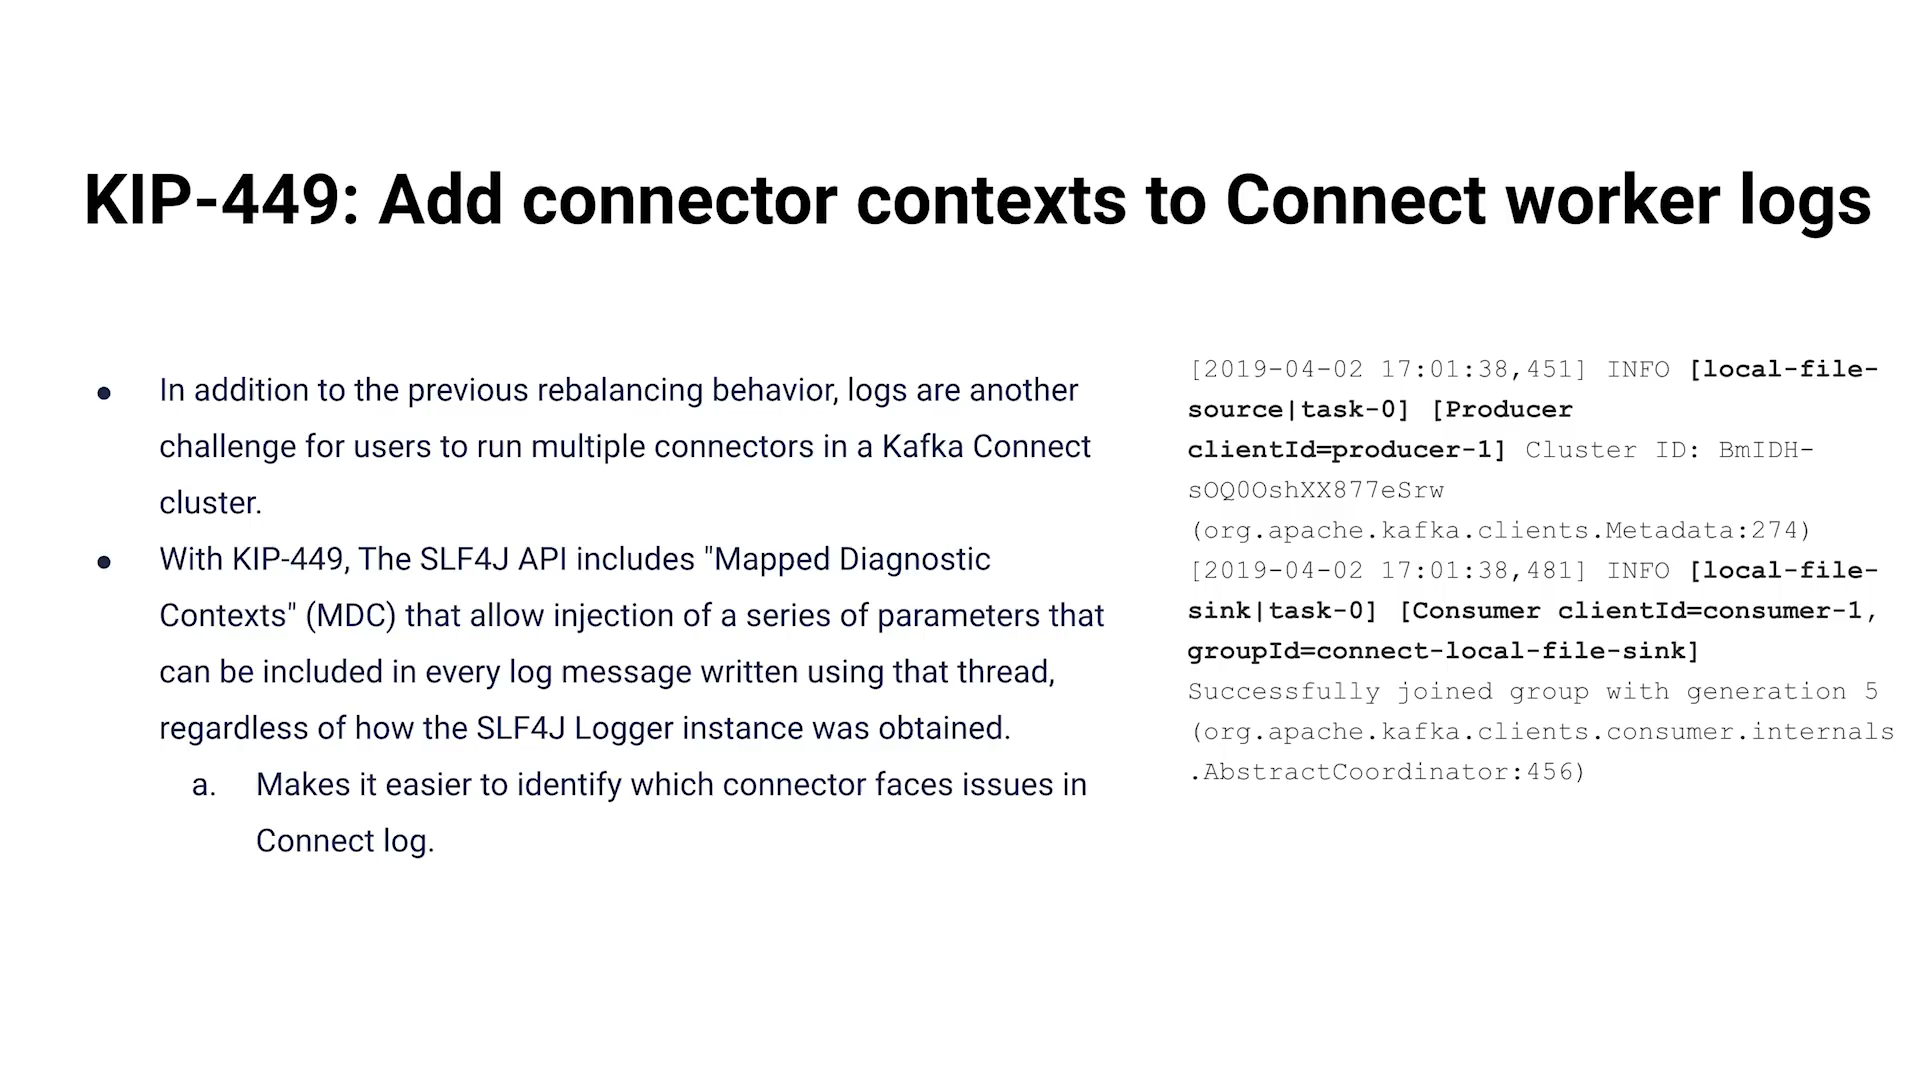 KIP-449: Add connector contexts to Connect worker logs
● In addition to the previous rebalancing behavior, logs are another
challenge for users to run multiple connectors in a Kafka Connect
cluster.
● With KIP-449, The SLF4J API includes "Mapped Diagnostic
Contexts" (MDC) that allow injection of a series of parameters that
can be included in every log message written using that thread,
regardless of how the SLF4J Logger instance was obtained.
a. Makes it easier to identify which connector faces issues in
Connect log.
[2019-04-02 17:01:38,451] INFO [local-file-
source|task-0] [Producer
clientId=producer-1] Cluster ID: BmIDH-
sOQ0OshXX877eSrw
(org.apache.kafka.clients.Metadata:274)
[2019-04-02 17:01:38,481] INFO [local-file-
sink|task-0] [Consumer clientId=consumer-1,
groupId=connect-local-file-sink]
Successfully joined group with generation 5
(org.apache.kafka.clients.consumer.internals
.AbstractCoordinator:456)